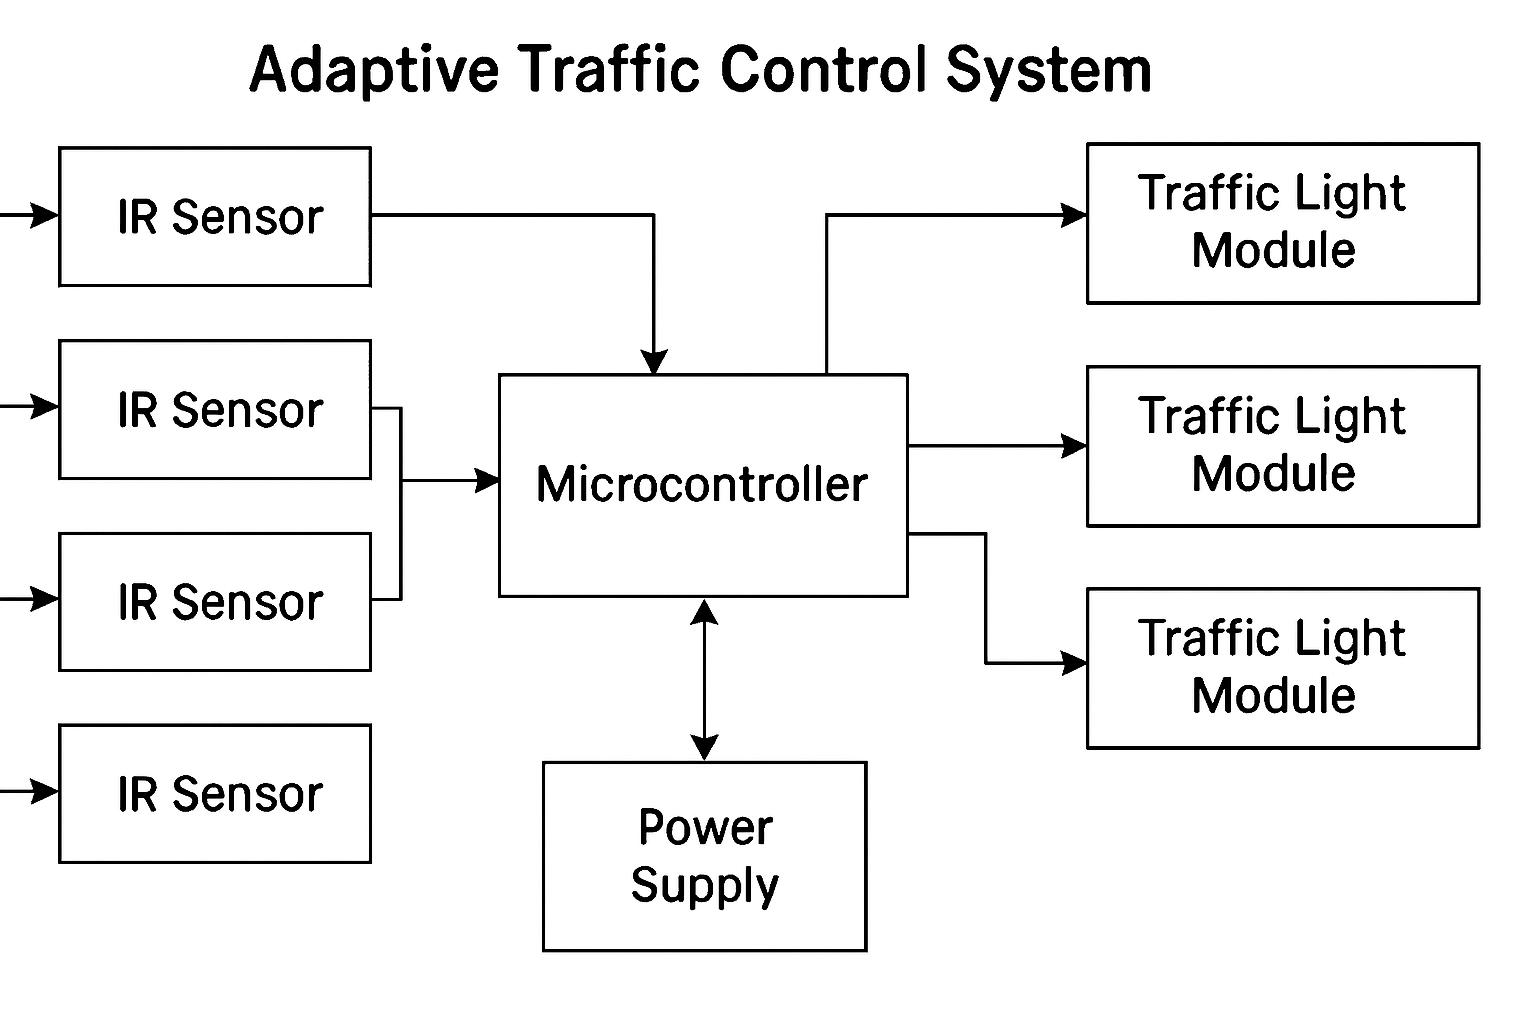 Adaptive Traffic Control System
IR Sensor
IR Sensor
IR Sensor
IR Sensor
Microcontroller
Power
Supply
Traffic Light
Module
Traffic Light
Module
Traffic Light
Module